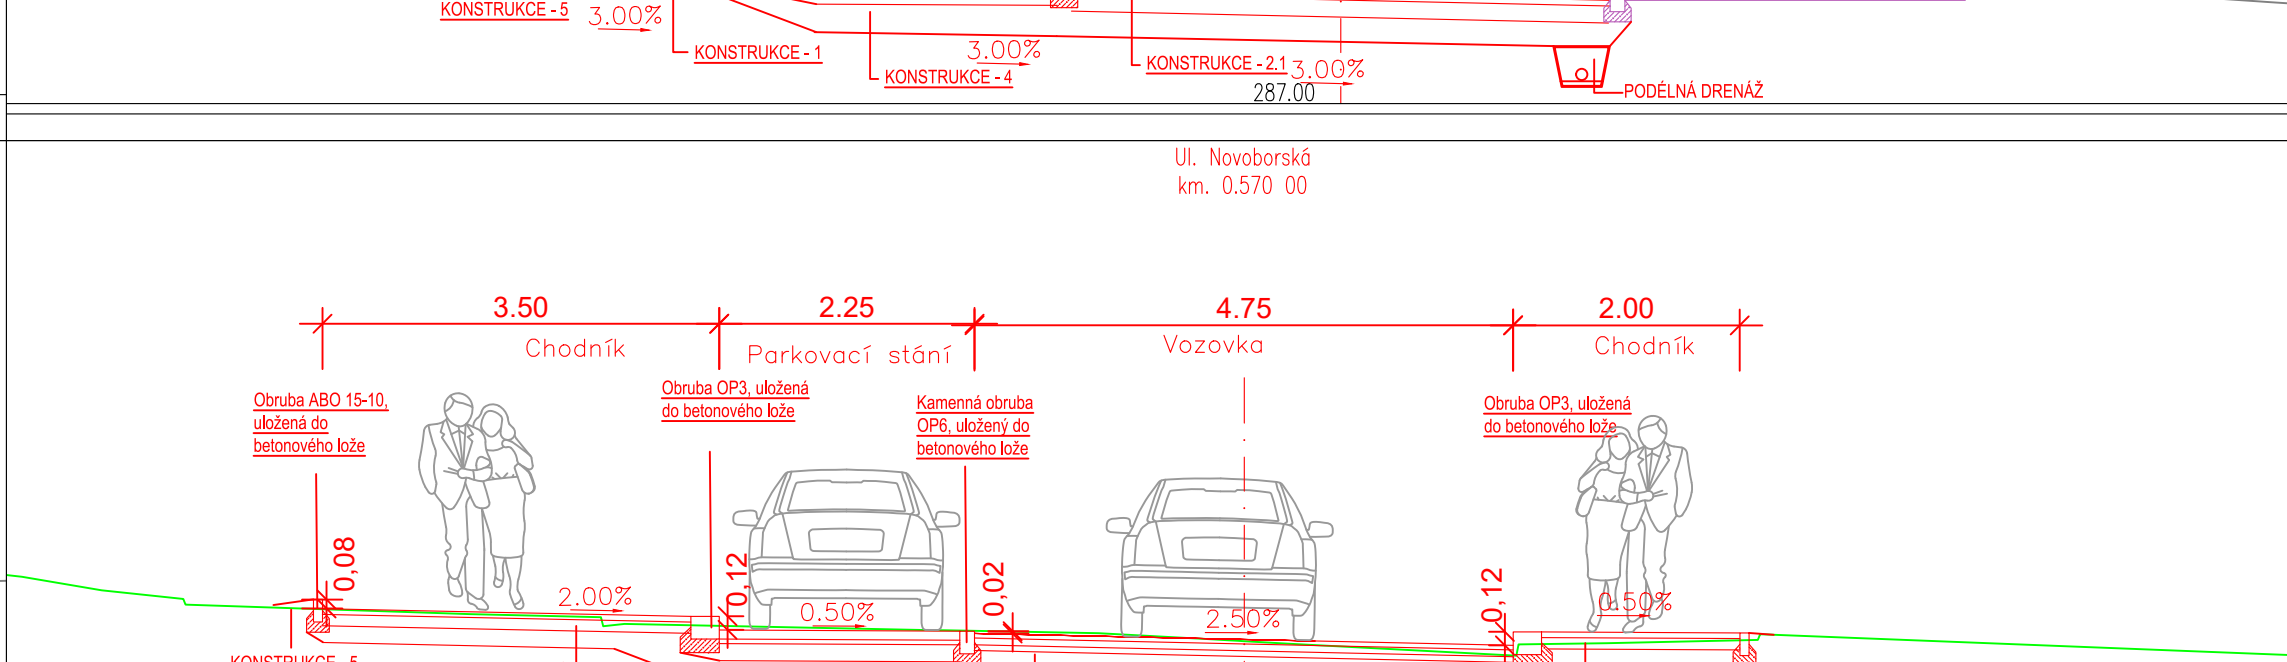 KONSTRUKCE - 5
3.00%
KONSTRUKCE - 1
3.00%
KONSTRUKCE - 4
KONSTRUKCE - 2.1
3.00%
287.00
PODÉLNÁ DRENÁŽ
Ul. Novoborská
km. 0.570 00
3.50
2.25
4.75
2.00
Chodník
Parkovací stání
Vozovka
Chodník
Obruba ABO 15-10,
uložená do
betonového lože
Obruba OP3, uložená
do betonového lože
Kamenná obruba
OP6, uložený do
betonového lože
Obruba OP3, uložená
do betonového lože
0,08
2.00%
0,12
0.50%
0,02
2.50%
0,12
0.50%
KONSTRUKCE - 5